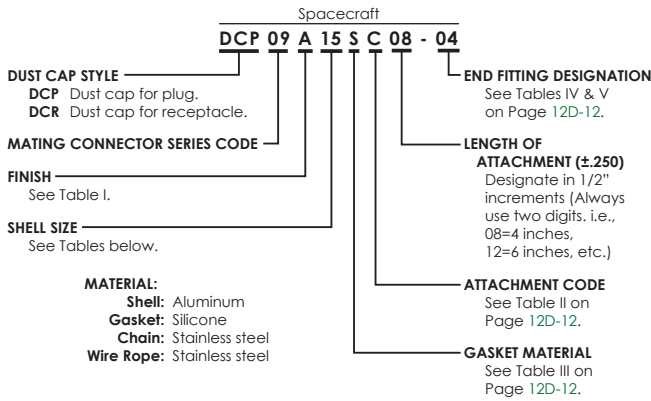 Spacecraft
DCP 09 A 15 S C 08 - 04
DUST CAP STYLE
DCP Dust cap for plug.
DCR Dust cap for receptacle.
MATING CONNECTOR SERIES CODE
FINISH
See Table I.
SHELL SIZE
See Tables below.
MATERIAL:
Shell: Aluminum
Gasket: Silicone
Chain: Stainless steel
Wire Rope: Stainless steel
END FITTING DESIGNATION
See Tables IV & V
on Page 12D-12.
LENGTH OF
ATTACHMENT (±.250)
Designate in 1/2"
increments (Always
use two digits. i.e.,
08=4 inches,
12=6 inches, etc.)
ATTACHMENT CODE
See Table II on
Page 12D-12.
GASKET MATERIAL
See Table III on
Page 12D-12.